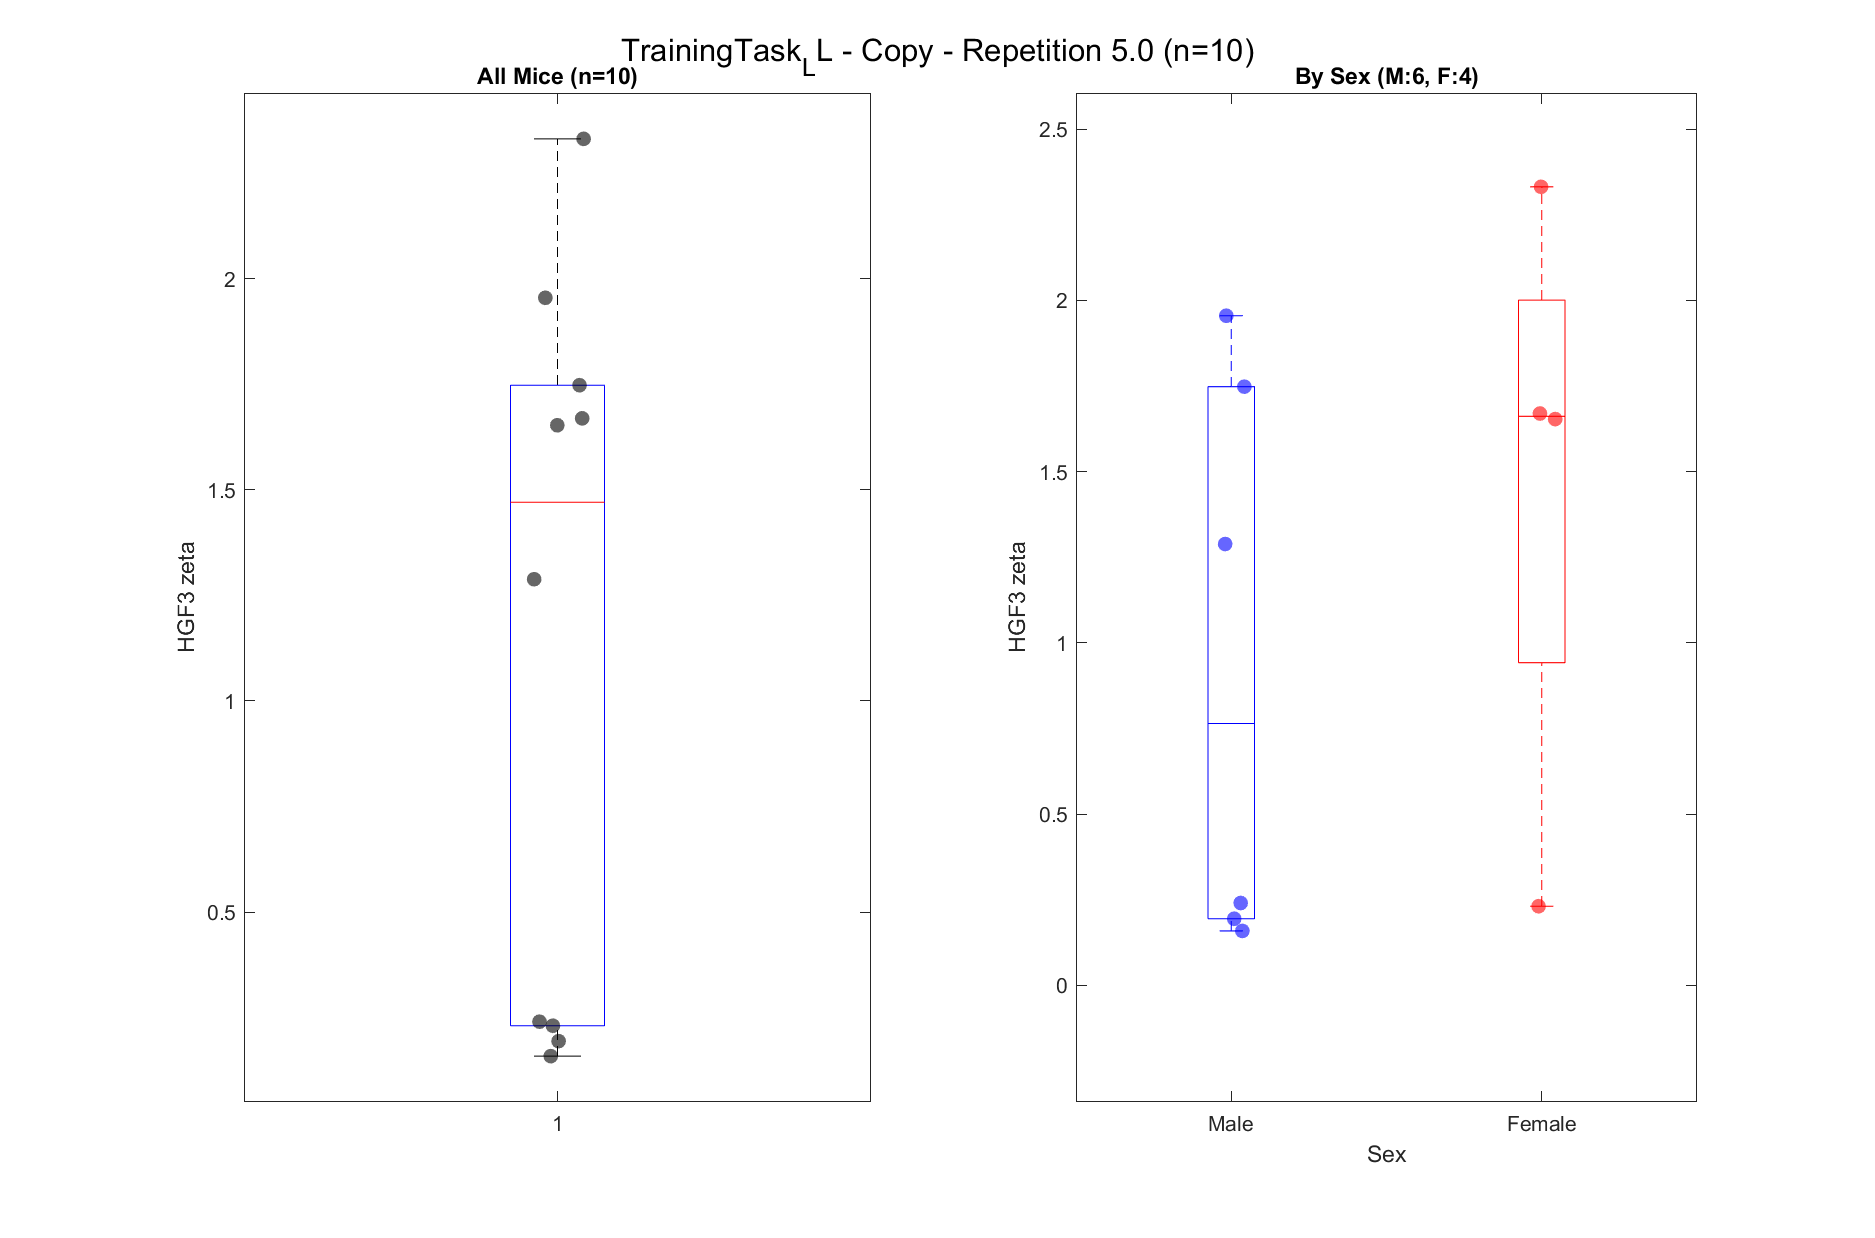 TrainingTask_L L - Copy - Repetition 5.0 (n=10)
All Mice (n=10)
By Sex (M:6, F:4)
HGF3 zeta
2
1.5
1
0.5
1
HGF3 zeta
2.5
2
1.5
1
0.5
0
Male
Female
Sex